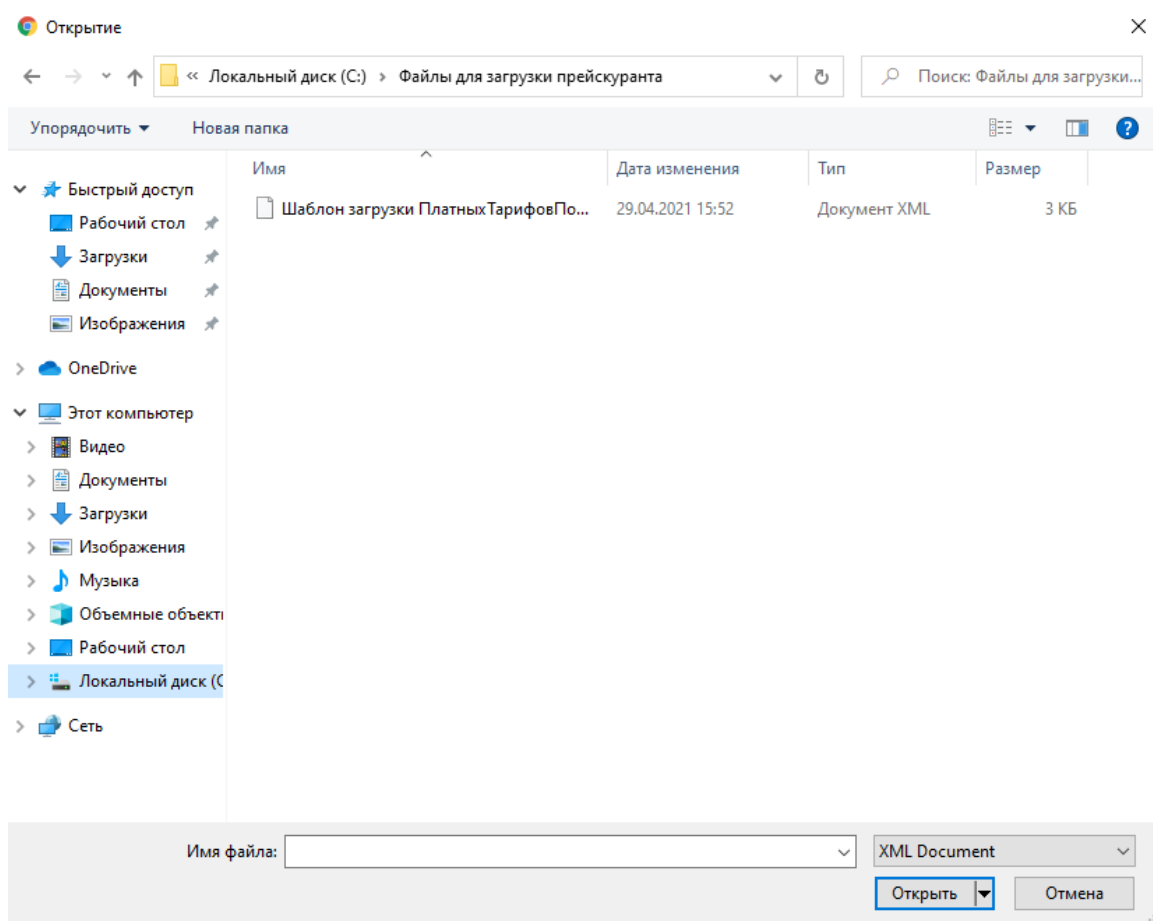 Открытие
« Локальный диск (C:) › Файлы для загрузки прейскуранта
Поиск: Файлы для загрузки...
Упорядочить
Новая папка
Имя
Дата изменения
Тип
Размер
Шаблон загрузки ПлатныхТарифовПо... 29.04.2021 15:52 Документ XML 3 КБ
Быстрый доступ
Рабочий стол
Загрузки
Документы
Изображения
OneDrive
Этот компьютер
Видео
Документы
Загрузки
Изображения
Музыка
Объемные объекты
Рабочий стол
Локальный диск (C
Сеть
Имя файла:
XML Document
Открыть
Отмена